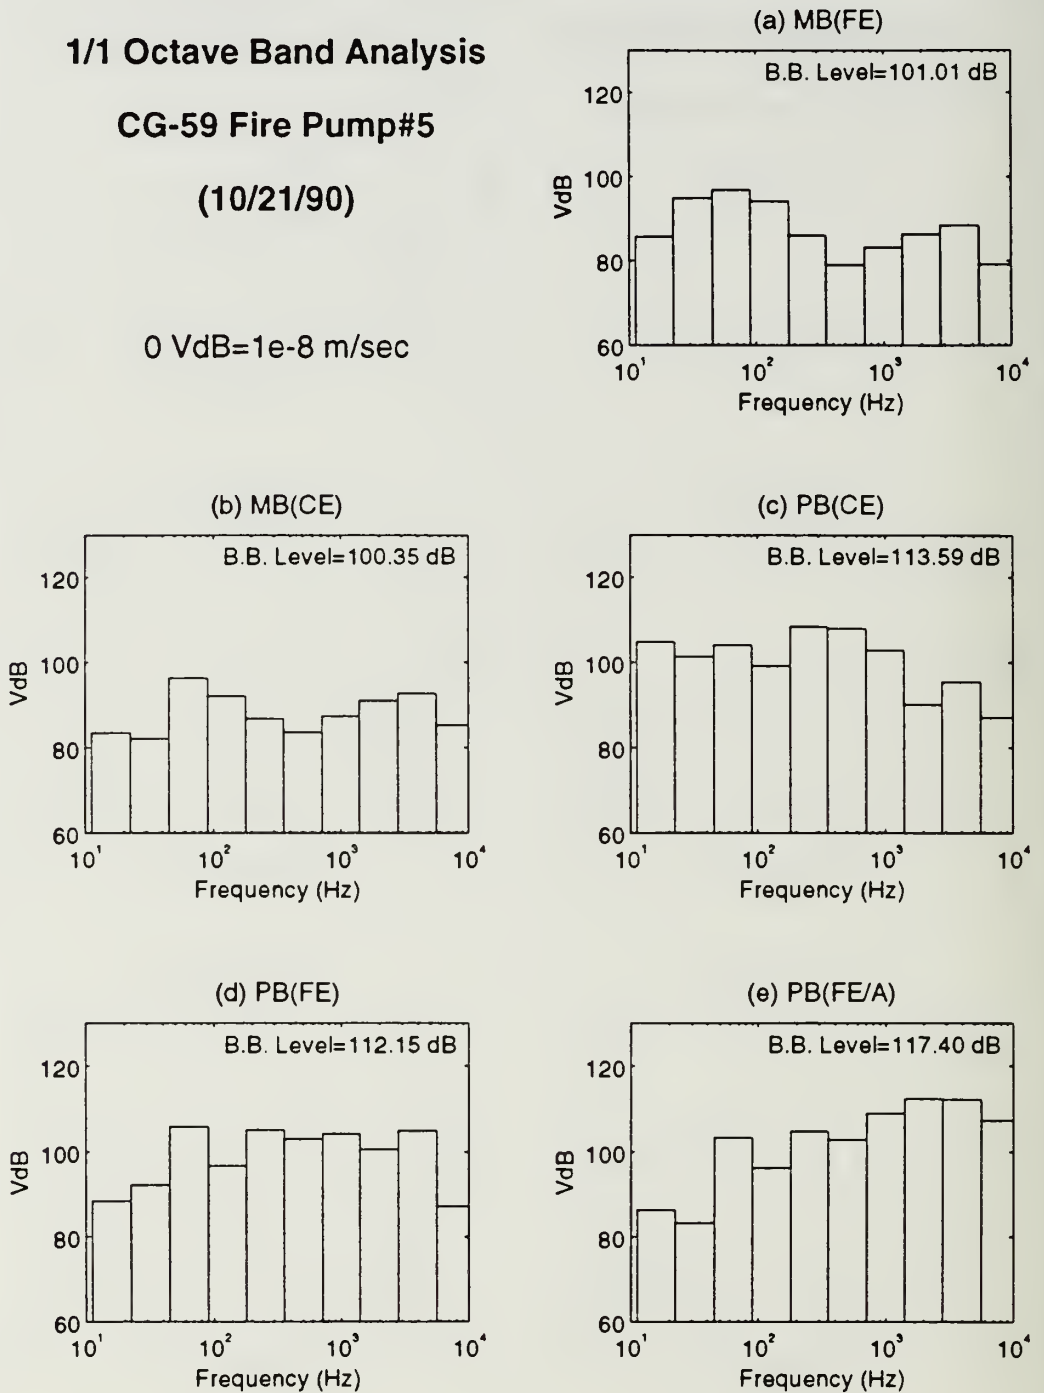 1/1 Octave Band Analysis
CG-59 Fire Pump#5
(10/21/90)
0 VdB=1e-8 m/sec
(a) MB(FE)
B.B. Level=101.01 dB
120
100
80
60
VdB
10¹ 10² 10³ 10⁴
Frequency (Hz)
(b) MB(CE)
B.B. Level=100.35 dB
120
100
80
60
VdB
10¹ 10² 10³ 10⁴
Frequency (Hz)
(c) PB(CE)
B.B. Level=113.59 dB
120
100
80
60
VdB
10¹ 10² 10³ 10⁴
Frequency (Hz)
(d) PB(FE)
B.B. Level=112.15 dB
120
100
80
60
VdB
10¹ 10² 10³ 10⁴
Frequency (Hz)
(e) PB(FE/A)
B.B. Level=117.40 dB
120
100
80
60
VdB
10¹ 10² 10³ 10⁴
Frequency (Hz)